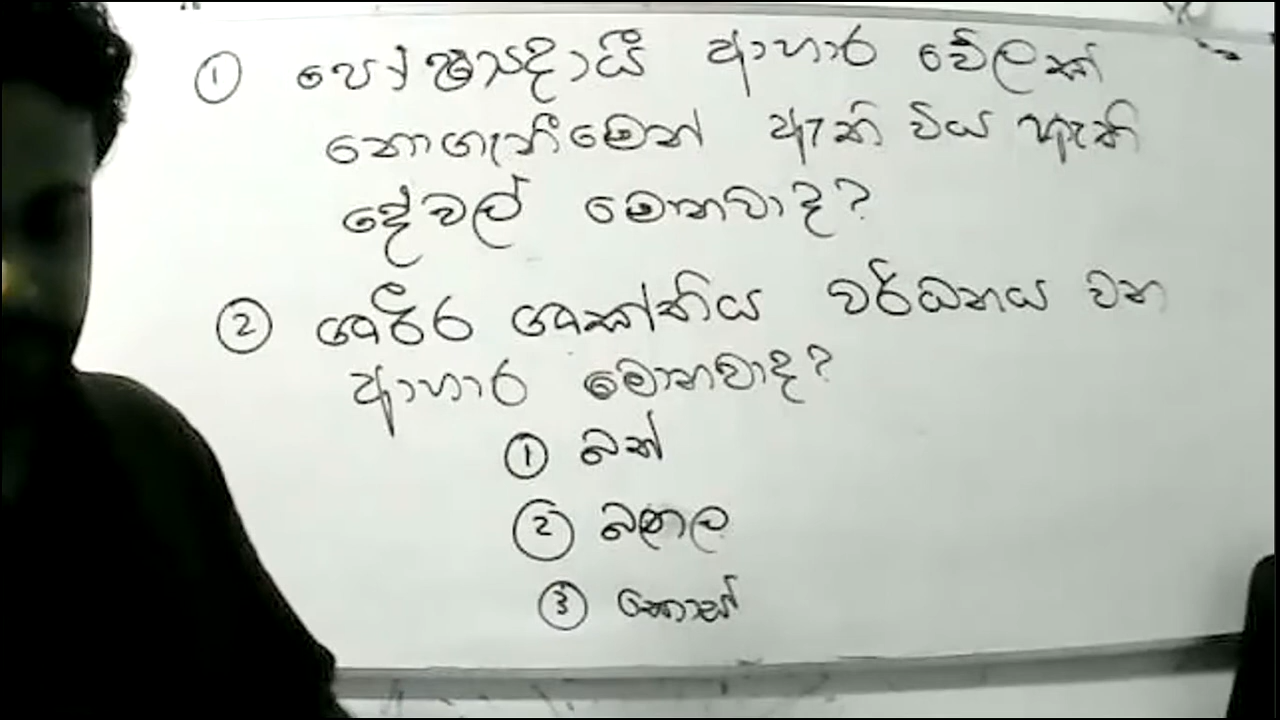 ① පෝෂ්‍යදායී ආහාර වේලක්
නොගැනීමෙන් ඇති විය හැති
දේවල් මොනවාද?
② ශරීර ශක්තිය වර්ධනය වන
ආහාර මොනවාද?
① බත්
② බතල
③ කොස්